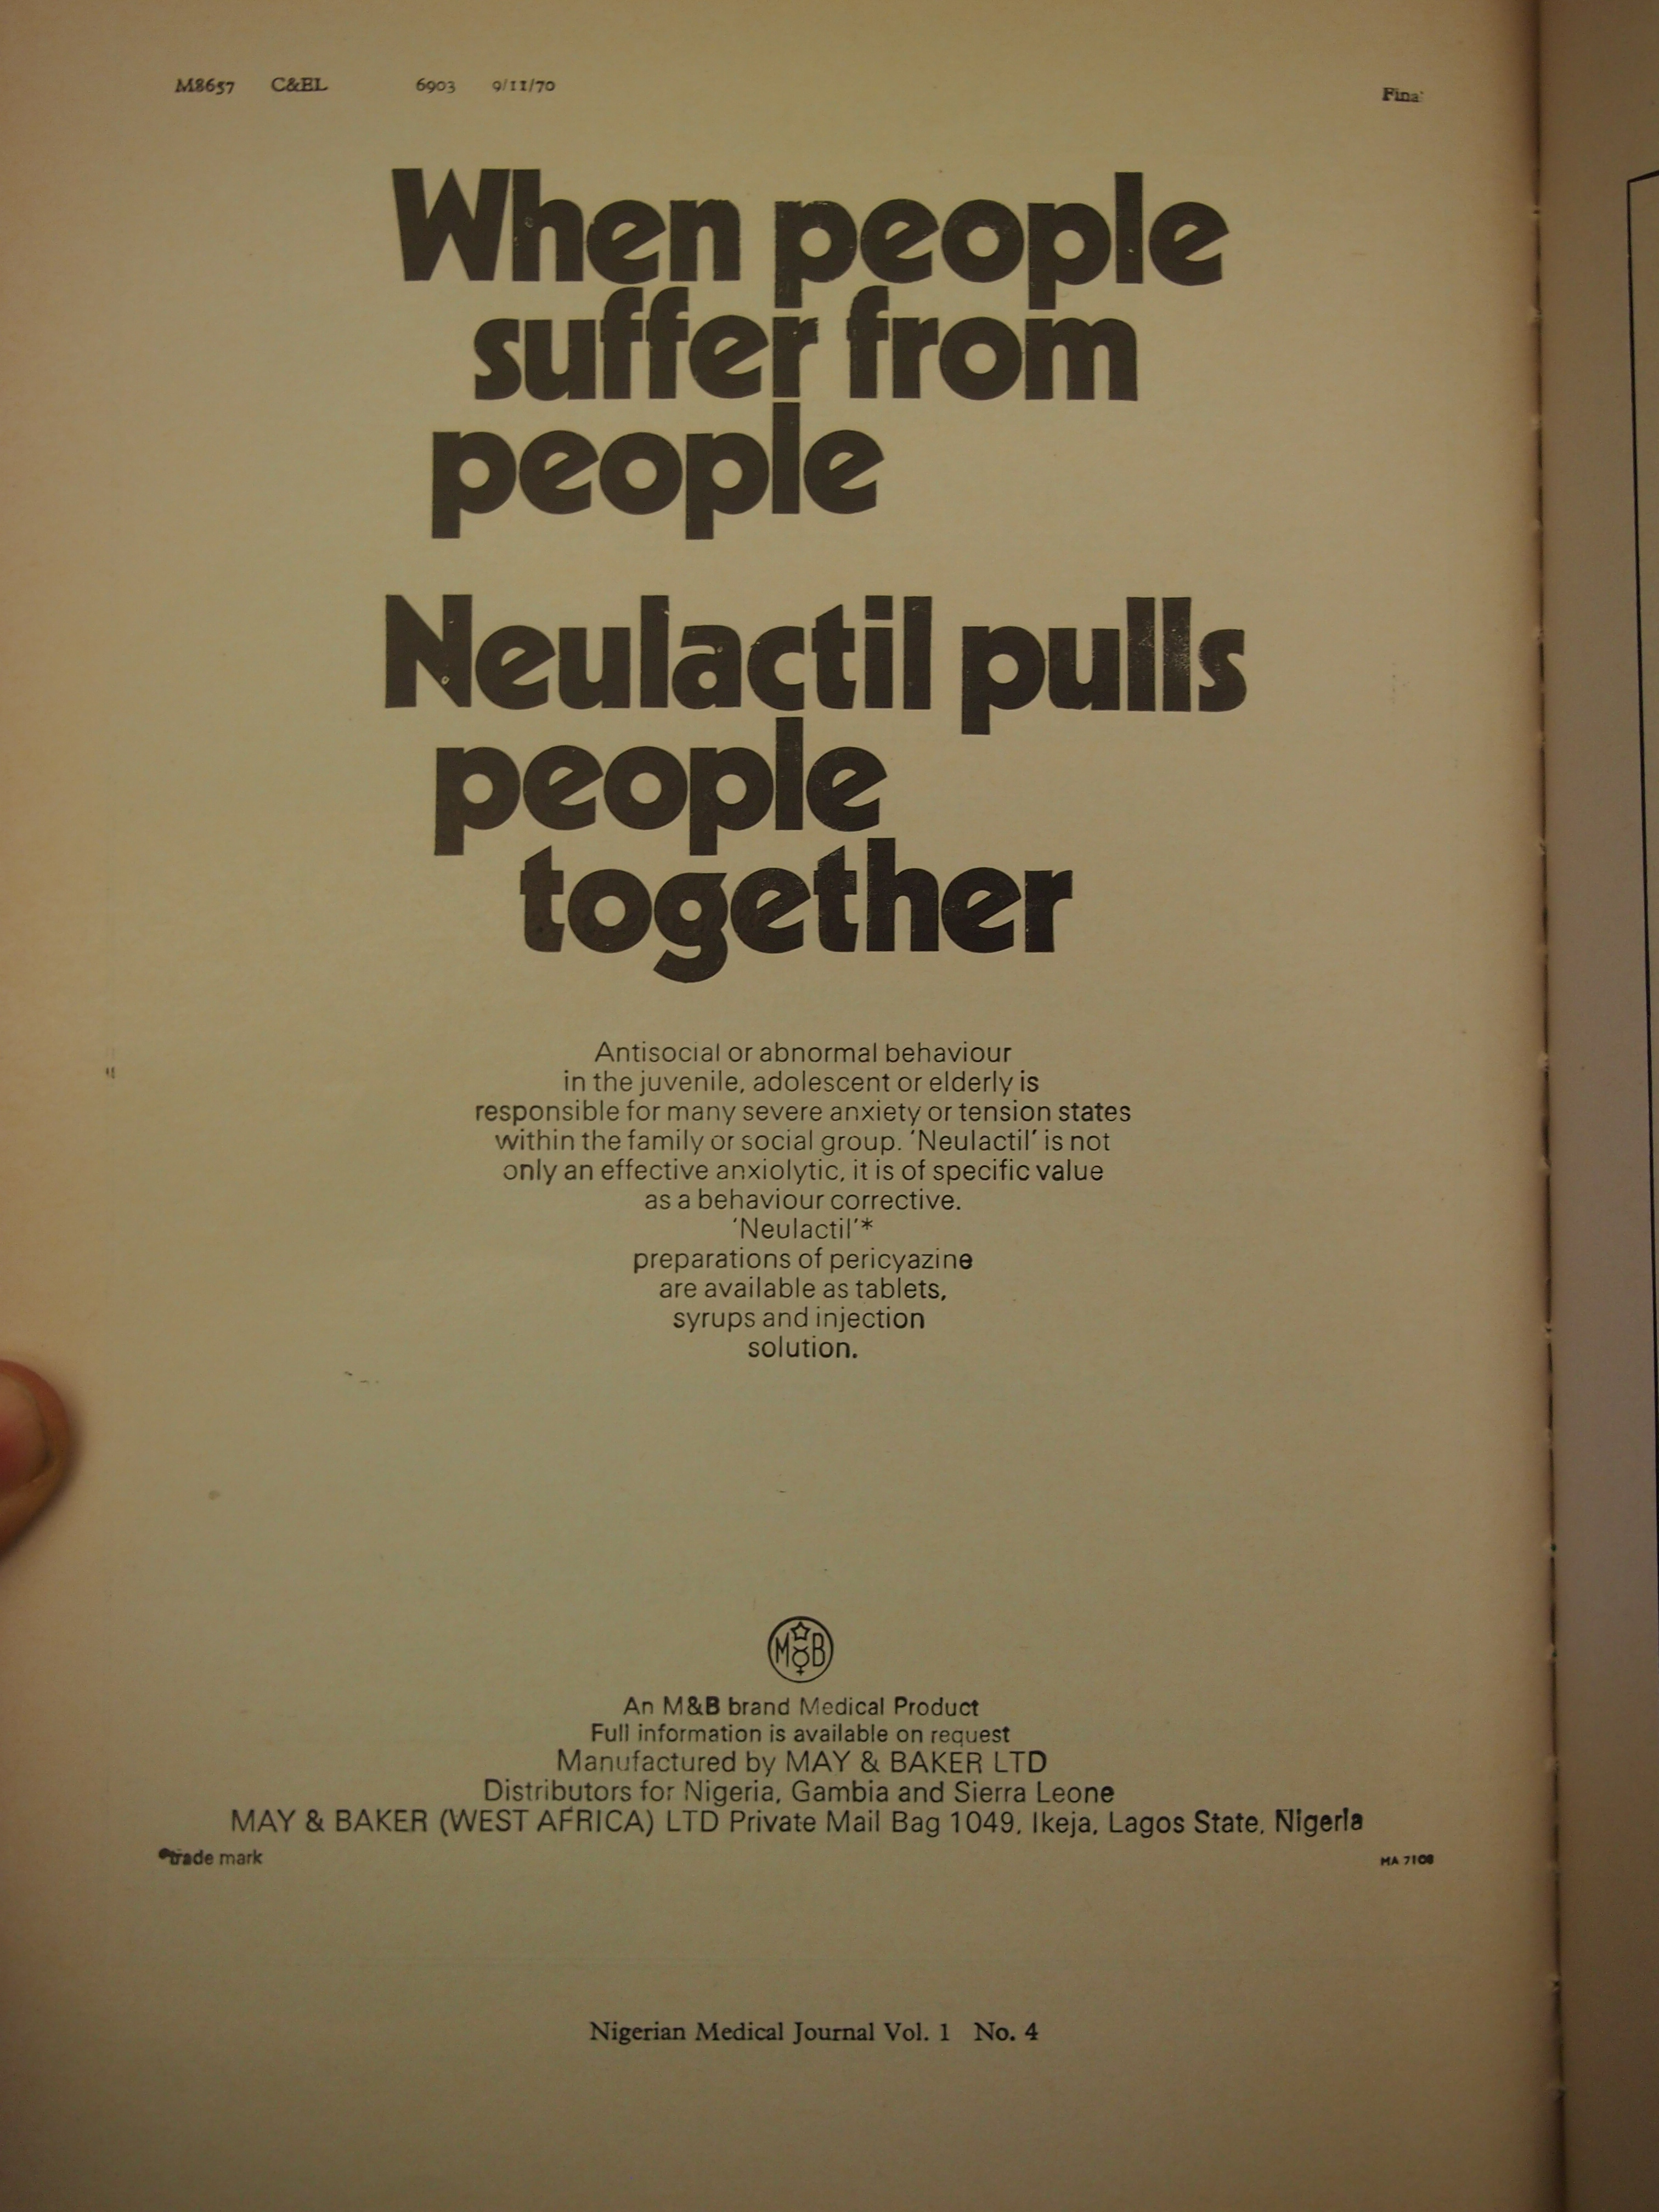 M8657 C&EL 6903 9/11/70
When people
suffer from
people
Neulactil pulls
people
together
Antisocial or abnormal behaviour
in the juvenile, adolescent or elderly is
responsible for many severe anxiety or tension states
within the family or social group. 'Neulactil' is not
only an effective anxiolytic, it is of specific value
as a behaviour corrective.
'Neulactil'*
preparations of pericyazine
are available as tablets,
syrups and injection
solution.
M&B
An M&B brand Medical Product
Full information is available on request
Manufactured by MAY & BAKER LTD
Distributors for Nigeria, Gambia and Sierra Leone
MAY & BAKER (WEST AFRICA) LTD Private Mail Bag 1049, Ikeja, Lagos State, Nigeria
*trade mark MA 7108
Nigerian Medical Journal Vol. 1 No. 4